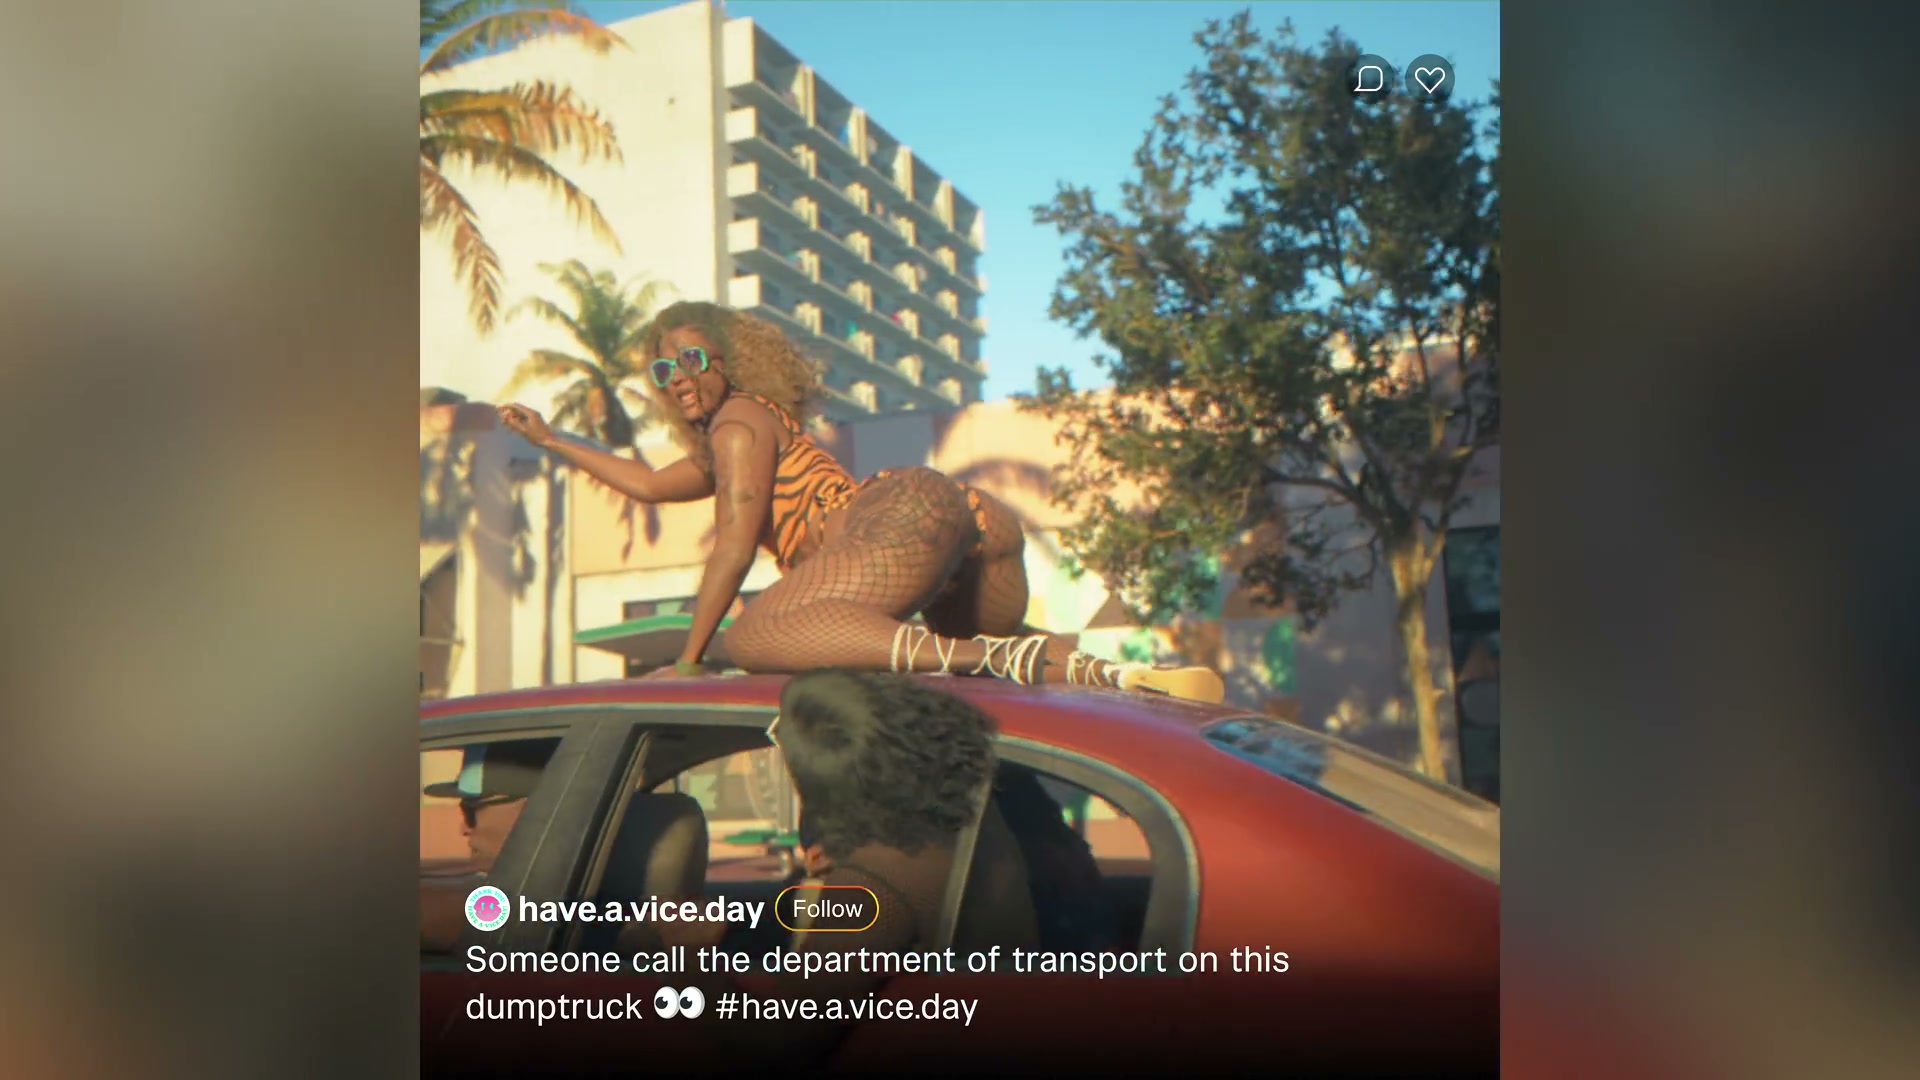 have.a.vice.day Follow
Someone call the department of transport on this
dumptruck 👀 #have.a.vice.day